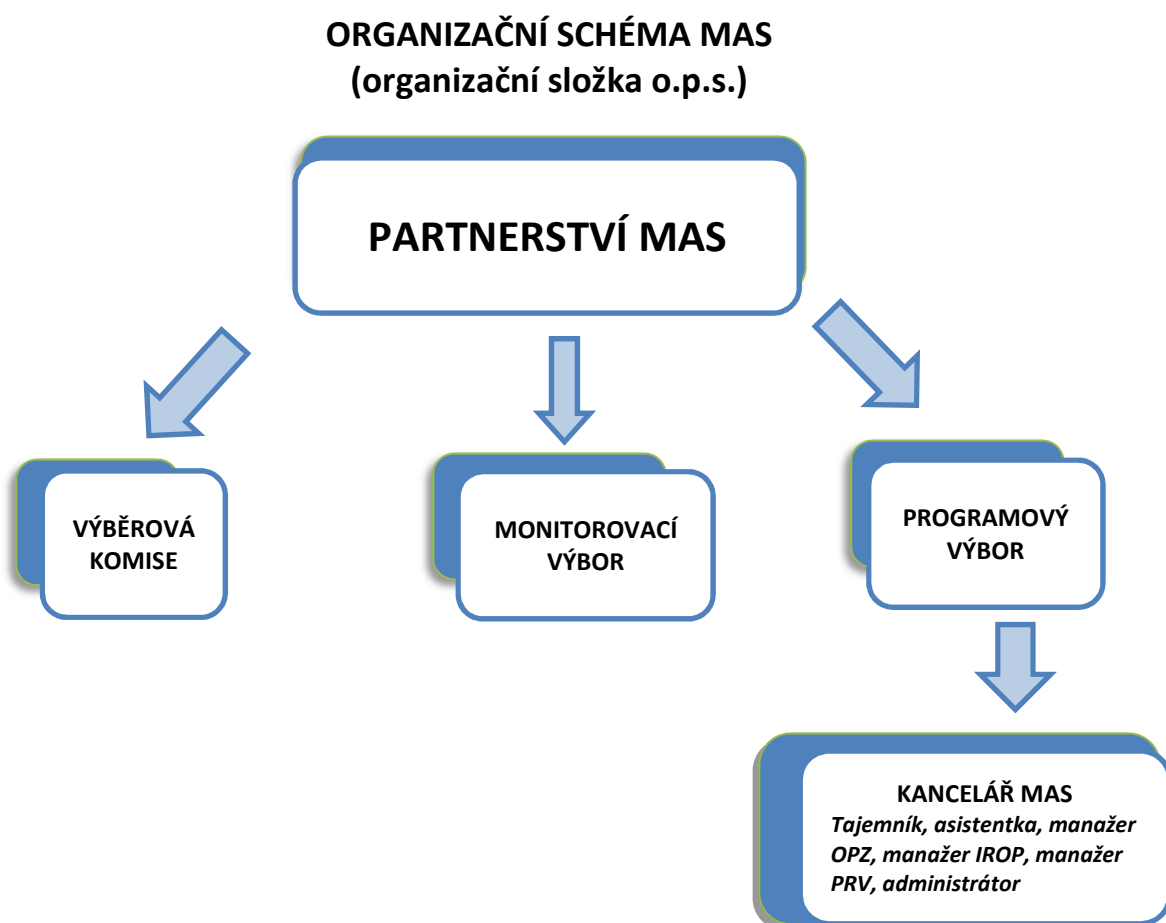 ORGANIZAČNÍ SCHÉMA MAS
(organizační složka o.p.s.)
PARTNERSTVÍ MAS
VÝBĚROVÁ
KOMISE
MONITOROVACÍ
VÝBOR
PROGRAMOVÝ
VÝBOR
KANCELÁŘ MAS
Tajemník, asistentka, manažer
OPZ, manažer IROP, manažer
PRV, administrátor